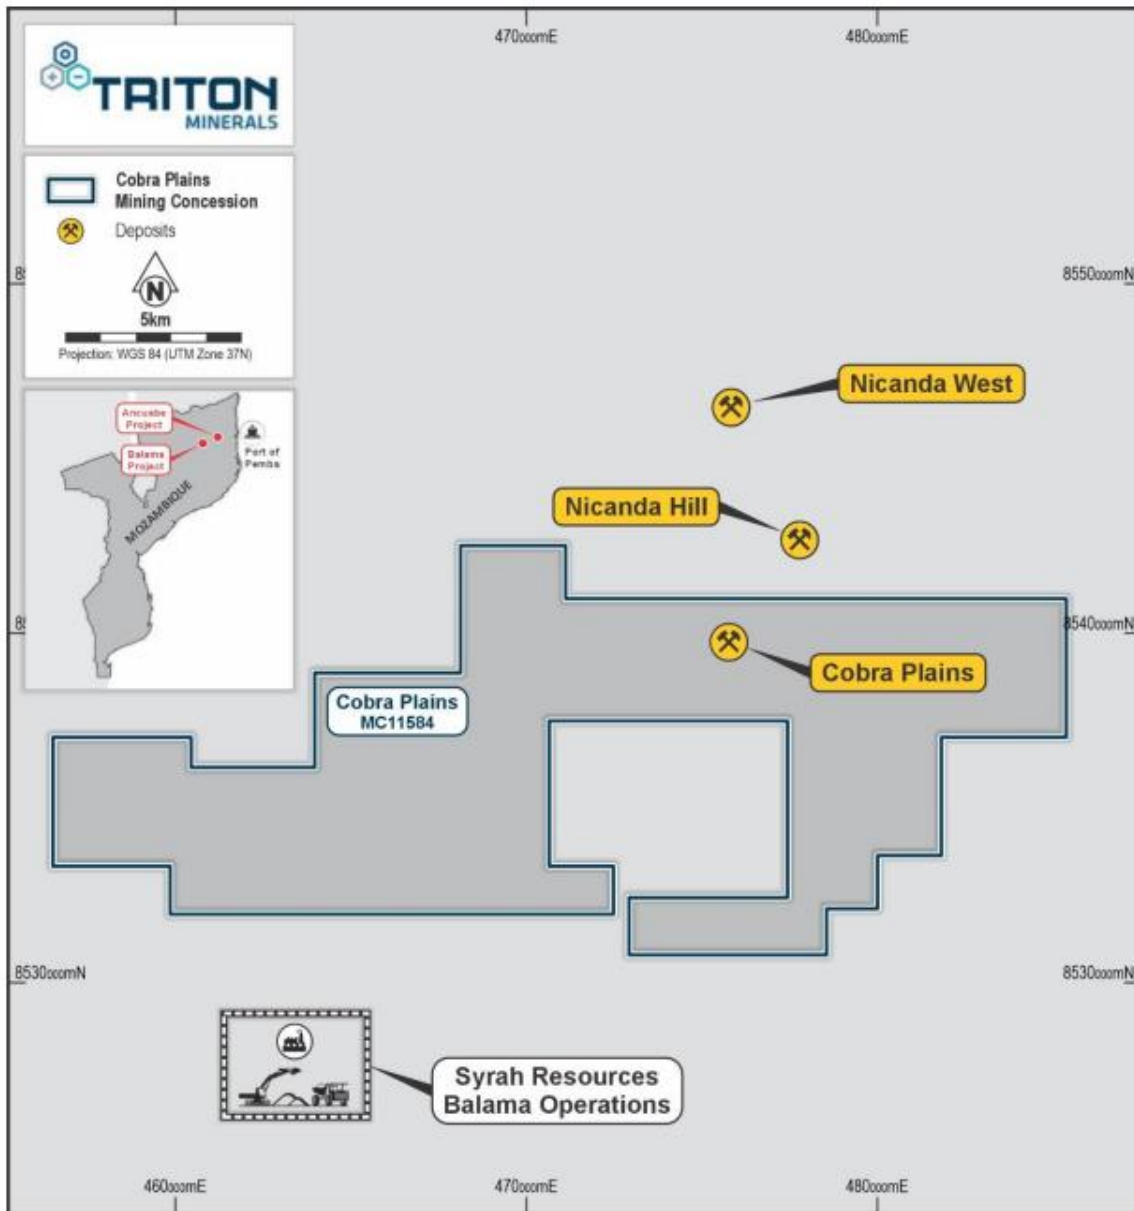 470000mE
480000mE
TRITON
MINERALS
Cobra Plains
Mining Concession
Deposits
N
5km
Projection: WGS 84 (UTM Zone 37N)
8550000mN
Nicanda West
Ancuabe
Project
Balama
Project
Port of
Pemba
MOZAMBIQUE
Nicanda Hill
8540000mN
Cobra Plains
Cobra Plains
MC11584
8530000mN
8530000mN
Syrah Resources
Balama Operations
460000mE
470000mE
480000mE